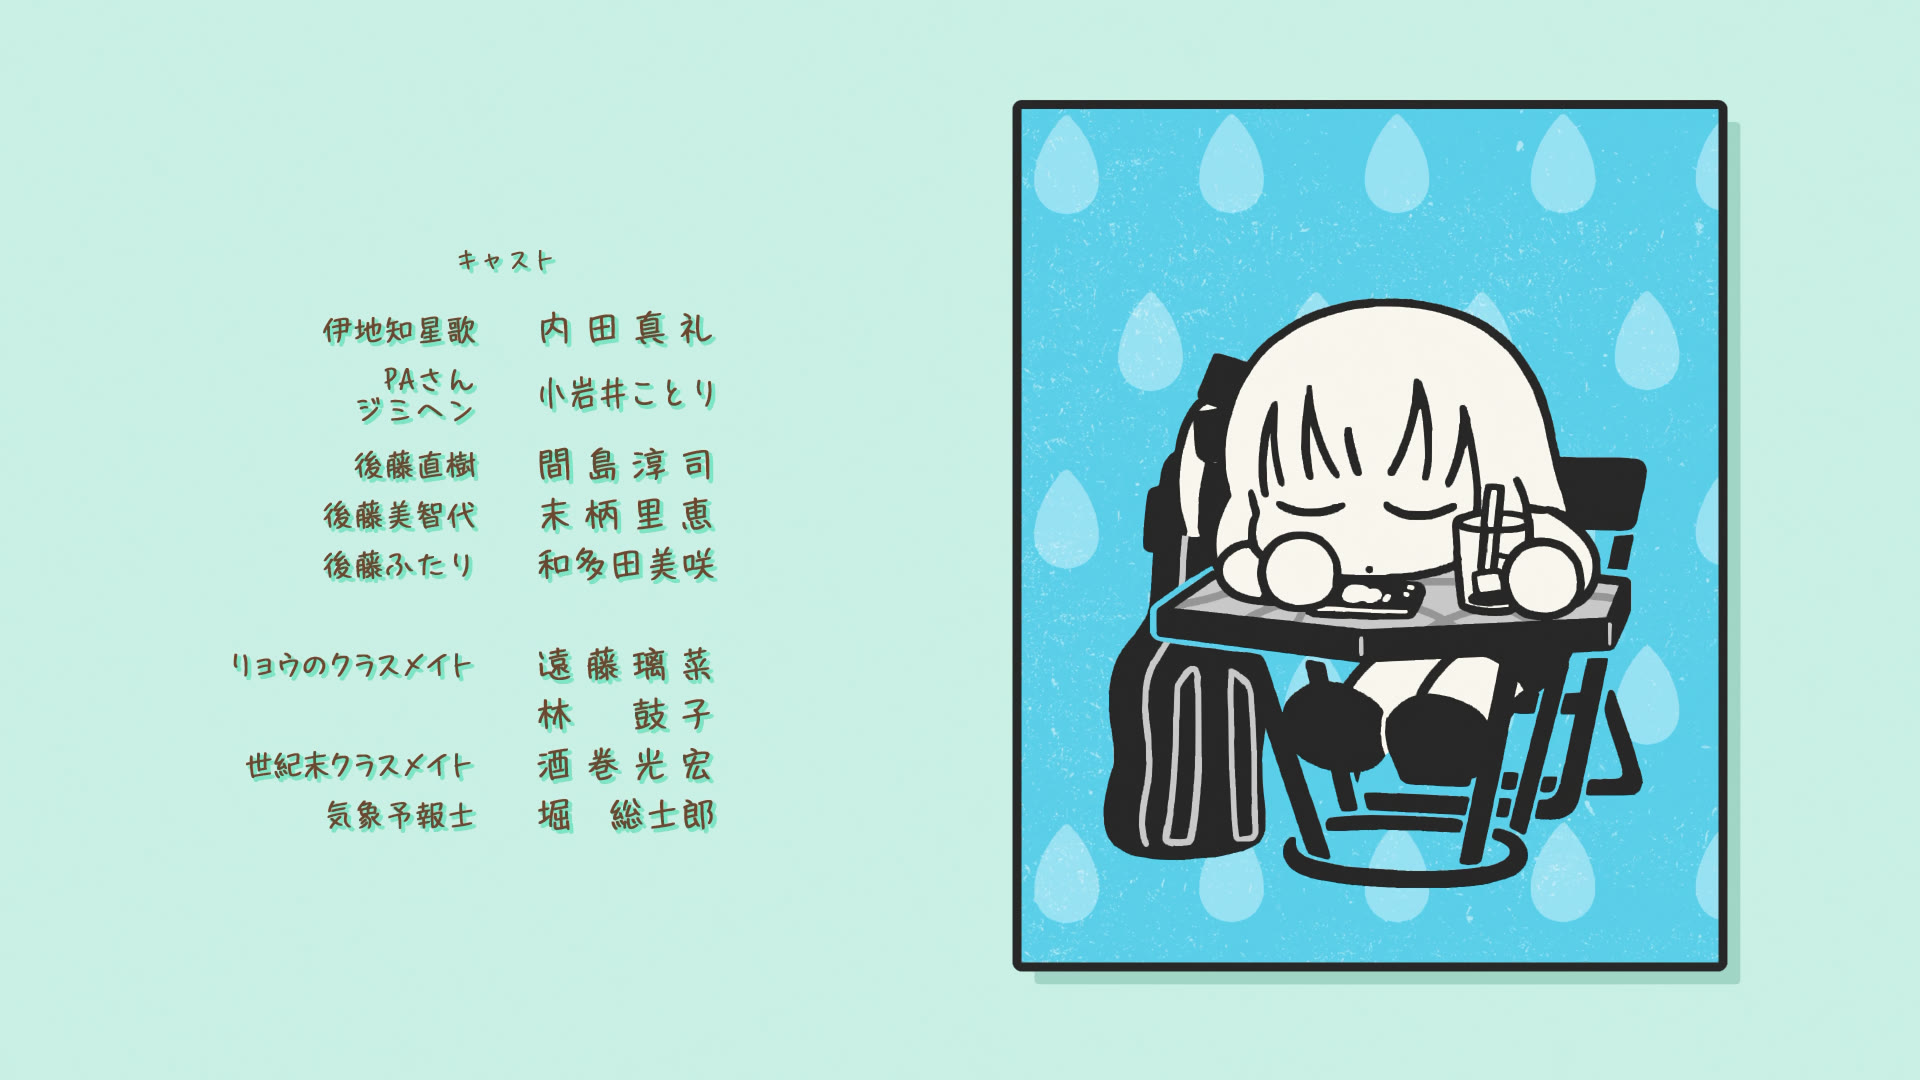 キャスト
伊地知星歌 内田真礼
PAさん
ジミヘン 小岩井ことり
後藤直樹 間島淳司
後藤美智代 末柄里恵
後藤ふたり 和多田美咲
リョウのクラスメイト 遠藤璃菜
林 鼓子
世紀末クラスメイト 酒巻光宏
気象予報士 堀 総士郎